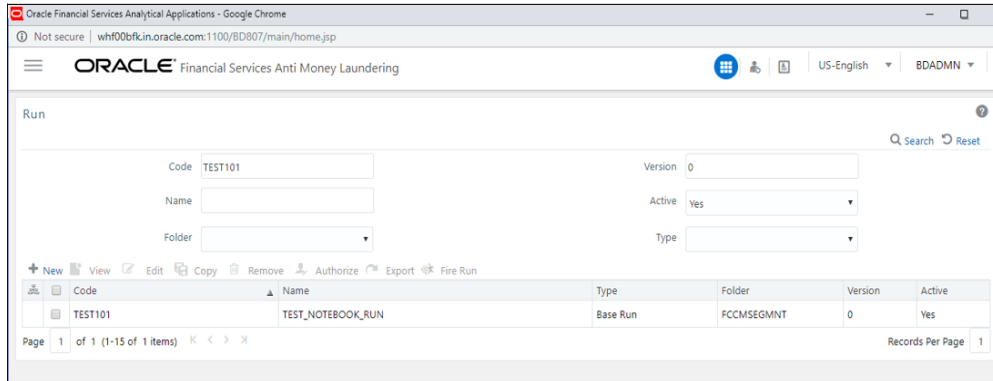 Oracle Financial Services Analytical Applications - Google Chrome
Not secure | whf00bfk.in.oracle.com:1100/BD807/main/home.jsp
ORACLE® Financial Services Anti Money Laundering US-English BDADMN
Run
Search Reset
Code TEST101 Version 0
Name Active Yes
Folder Type
New View Edit Copy Remove Authorize Export Fire Run
Code Name Type Folder Version Active
TEST101 TEST_NOTEBOOK_RUN Base Run FCCMSEGMNT 0 Yes
Page 1 of 1 (1-15 of 1 items) Records Per Page 1